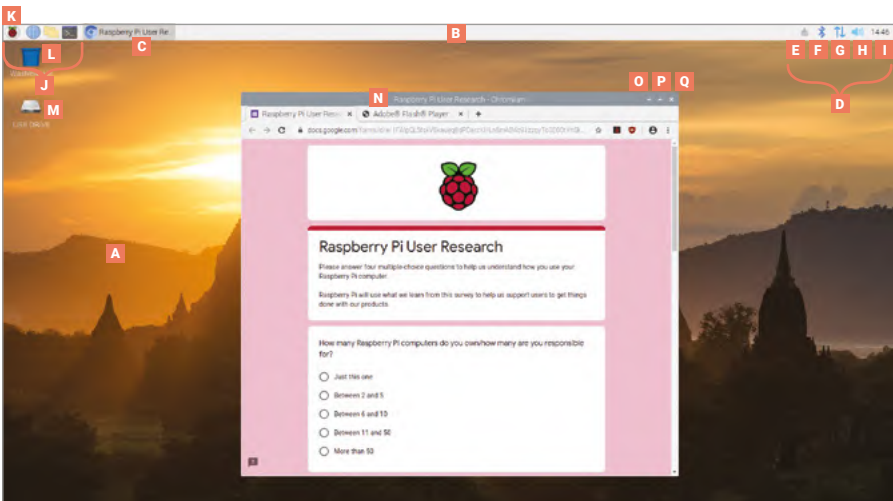 K
B
Raspberry Pi User Re...
14:46
L
C
E F G H I
J
D
M
N
O P Q
Raspberry Pi User Research - Chromium
Raspberry Pi User Resea
Adobe® Flash® Player
docs.google.com
Raspberry Pi User Research
Please answer four multiple-choice questions to help us understand how you use your
Raspberry Pi computer.
Raspberry Pi will use what we learn from this survey to help us support users to get things
done with our products.
A
How many Raspberry Pi computers do you own/how many are you responsible
for?
Just this one
Between 2 and 5
Between 6 and 10
Between 11 and 50
More than 50